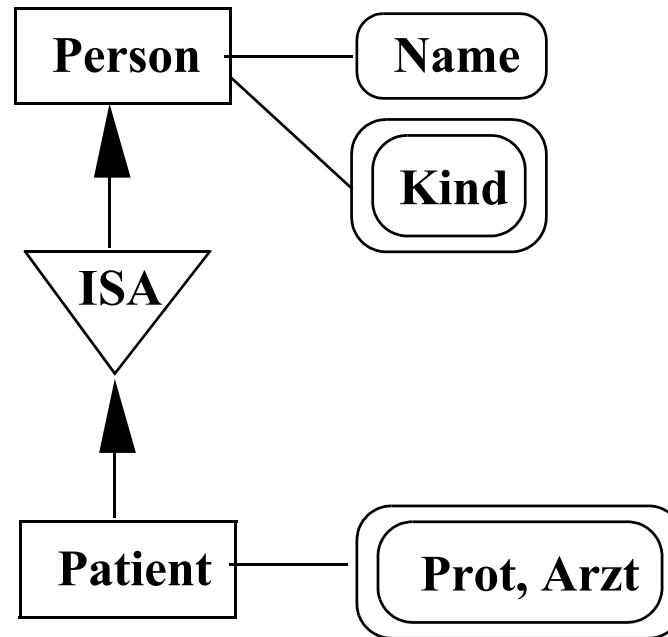 Person
Name
Kind
ISA
Patient
Prot, Arzt